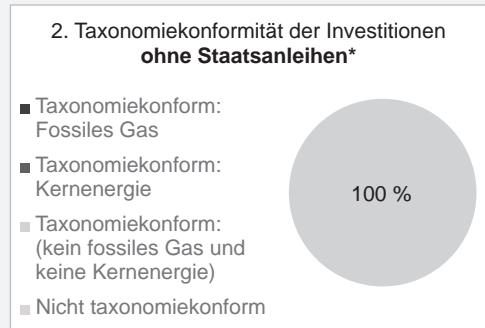 2. Taxonomiekonformität der Investitionen
ohne Staatsanleihen*
Taxonomiekonform:
Fossiles Gas
Taxonomiekonform:
Kernenergie
Taxonomiekonform:
(kein fossiles Gas und
keine Kernenergie)
Nicht taxonomiekonform
100 %